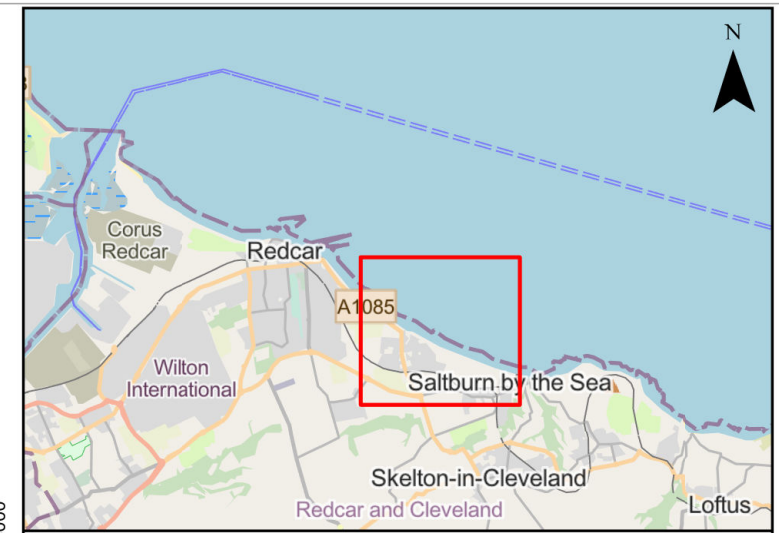 N
Corus
Redcar
Redcar
A1085
Wilton
International
Saltburn by the Sea
Skelton-in-Cleveland
Redcar and Cleveland
Loftus